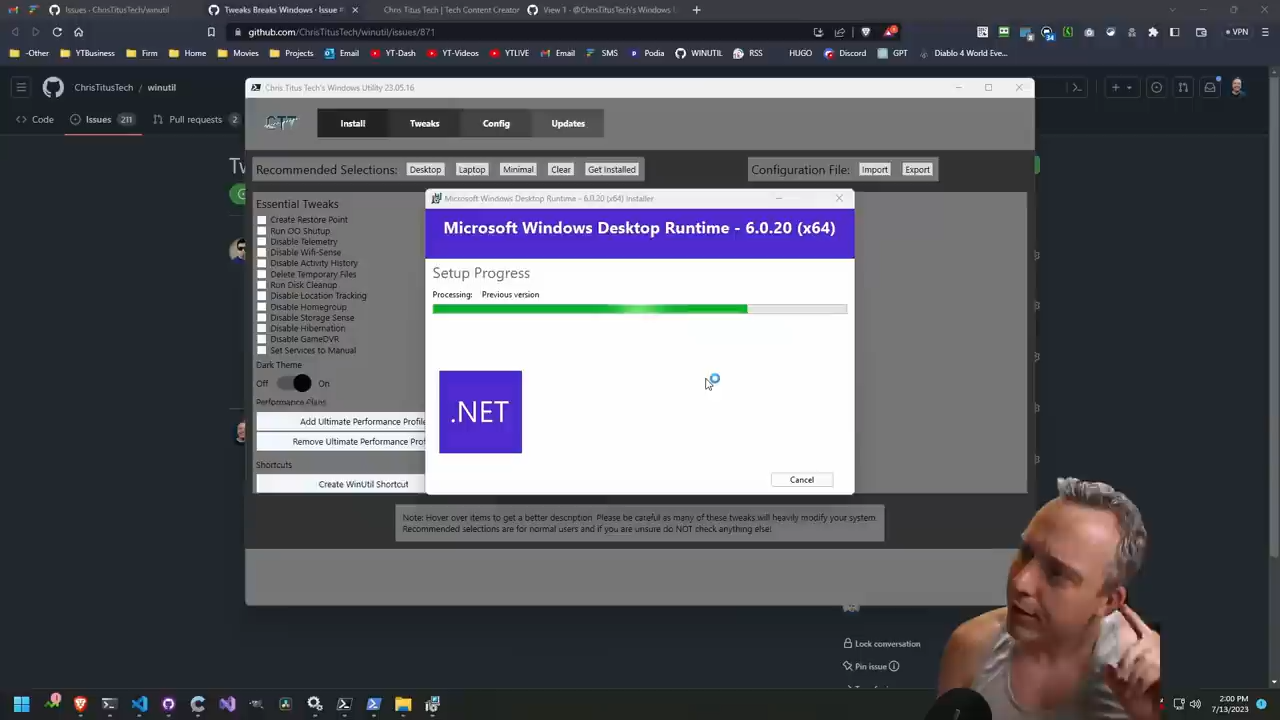 Issues · ChrisTitusTech/winutil
Tweaks Breaks Windows · Issue #
Chris Titus Tech | Tech Content Creator
View 1 · @ChrisTitusTech's Windows
github.com/ChrisTitusTech/winutil/issues/871
VPN
-Other
YTBusiness
Firm
Movies
Projects
Email
YT-Dash
YT-Videos
YTLIVE
Email
SMS
Podia
WINUTIL
RSS
HUGO
Discord
GPT
Diablo 4 World Eve...
ChrisTitusTech / winutil
Code
Issues 211
Pull requests 2
Chris Titus Tech's Windows Utility 23.05.16
CTT
Install
Tweaks
Config
Updates
Recommended Selections:
Desktop
Laptop
Minimal
Clear
Get Installed
Configuration File:
Import
Export
Essential Tweaks
Create Restore Point
Run OO Shutup
Disable Telemetry
Disable Wifi-Sense
Disable Activity History
Delete Temporary Files
Run Disk Cleanup
Disable Location Tracking
Disable Homegroup
Disable Storage Sense
Disable Hibernation
Disable GameDVR
Set Services to Manual
Dark Theme
Off
On
Performance Plans
Add Ultimate Performance Profile
Remove Ultimate Performance Prof
Shortcuts
Create WinUtil Shortcut
Microsoft Windows Desktop Runtime - 6.0.20 (x64) Installer
Microsoft Windows Desktop Runtime - 6.0.20 (x64)
Setup Progress
Processing: Previous version
.NET
Cancel
Note: Hover over items to get a better description. Please be careful as many of these tweaks will heavily modify your system.
Recommended selections are for normal users and if you are unsure do NOT check anything else!
Lock conversation
Pin issue
2:00 PM
7/13/2023